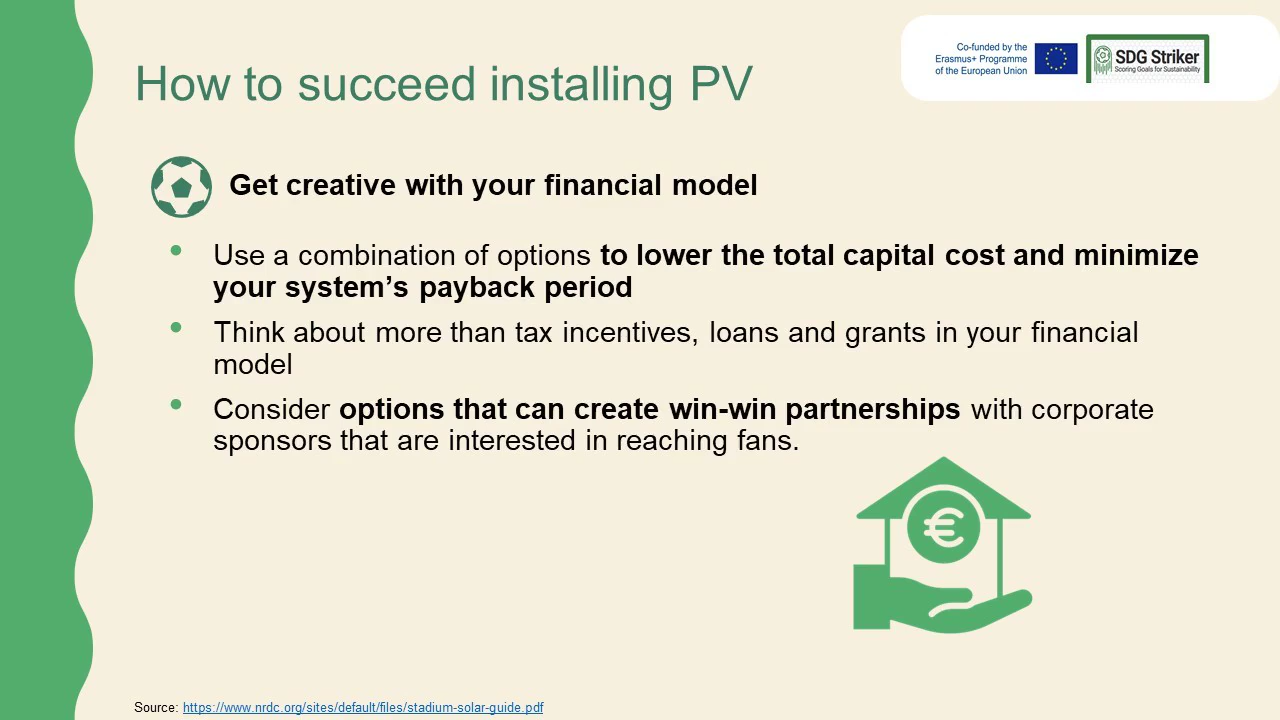 Co-funded by the
Erasmus+ Programme
of the European Union
SDG Striker
Scoring Goals for Sustainability
How to succeed installing PV
Get creative with your financial model
• Use a combination of options to lower the total capital cost and minimize
your system’s payback period
• Think about more than tax incentives, loans and grants in your financial
model
• Consider options that can create win-win partnerships with corporate
sponsors that are interested in reaching fans.
€
Source: https://www.nrdc.org/sites/default/files/stadium-solar-guide.pdf